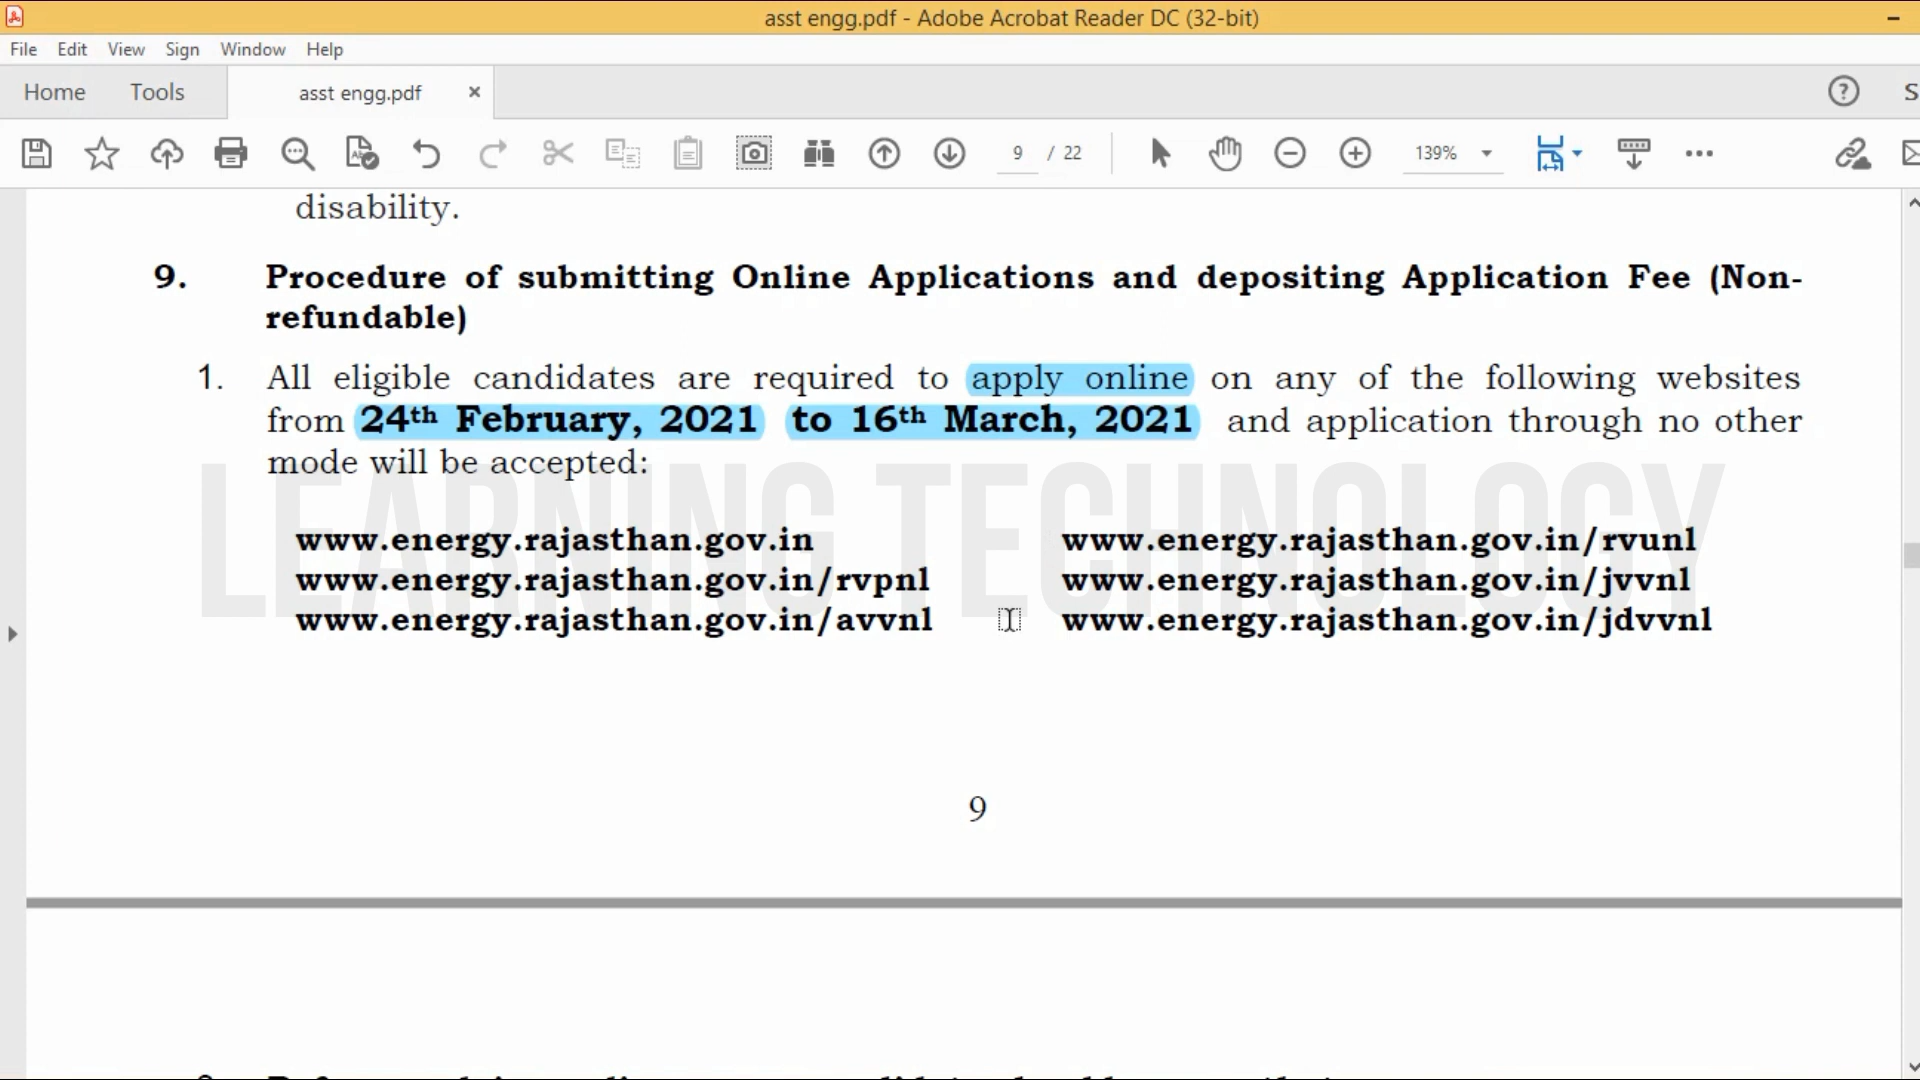 asst engg.pdf - Adobe Acrobat Reader DC (32-bit)
File Edit View Sign Window Help
Home Tools asst engg.pdf
9 / 22 139%
disability.
9. Procedure of submitting Online Applications and depositing Application Fee (Non-
refundable)
1. All eligible candidates are required to apply online on any of the following websites
from 24th February, 2021 to 16th March, 2021 and application through no other
mode will be accepted:
LEARNING TECHNOLOGY
www.energy.rajasthan.gov.in www.energy.rajasthan.gov.in/rvunl
www.energy.rajasthan.gov.in/rvpnl www.energy.rajasthan.gov.in/jvvnl
www.energy.rajasthan.gov.in/avvnl www.energy.rajasthan.gov.in/jdvvnl
9